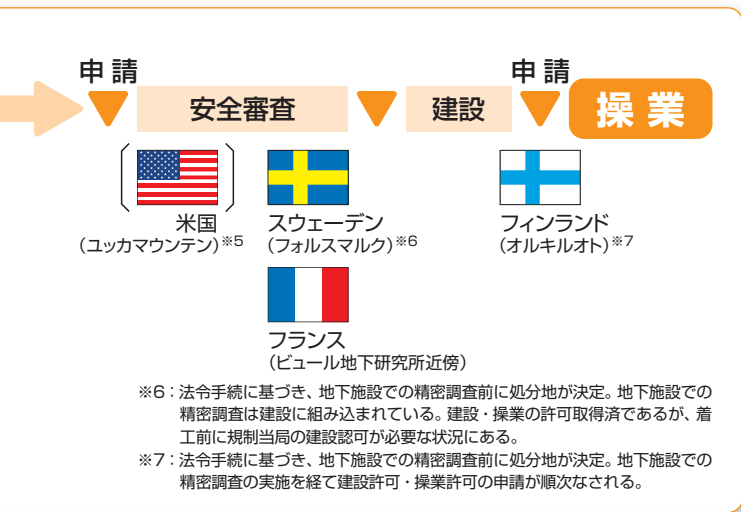 申請
申請
安全審査
建設
操業
米国
(ユッカマウンテン)※5
スウェーデン
(フォルスマルク)※6
フィンランド
(オルキルオト)※7
フランス
(ビュール地下研究所近傍)
※6：法令手続に基づき、地下施設での精密調査前に処分地が決定。地下施設での
精密調査は建設に組み込まれている。建設・操業の許可取得済であるが、着
工前に規制当局の建設認可が必要な状況にある。
※7：法令手続に基づき、地下施設での精密調査前に処分地が決定。地下施設での
精密調査の実施を経て建設許可・操業許可の申請が順次なされる。